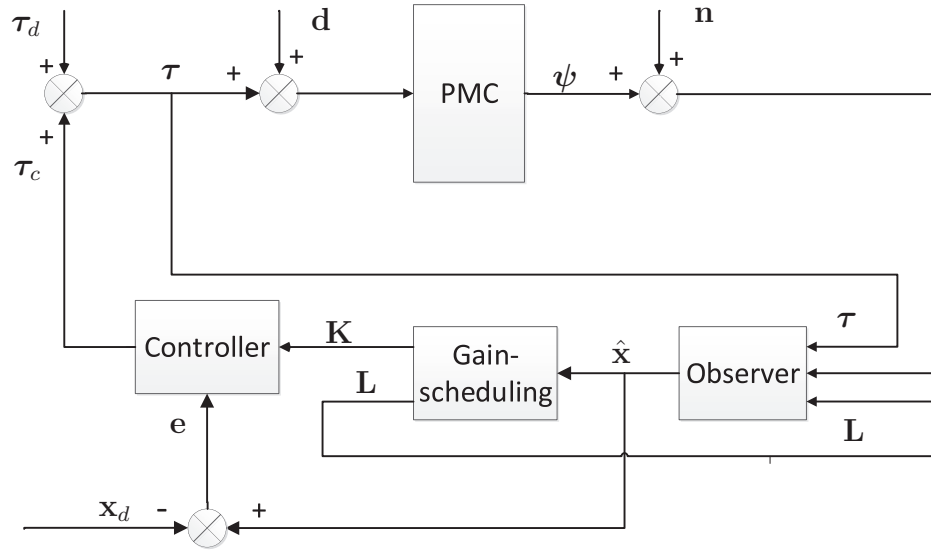 τ_d
d
n
+
+
+
τ
+
PMC
ψ
+
+
+
τ_c
τ
Controller
K
Gain-
scheduling
x̂
Observer
L
e
L
x_d
-
+